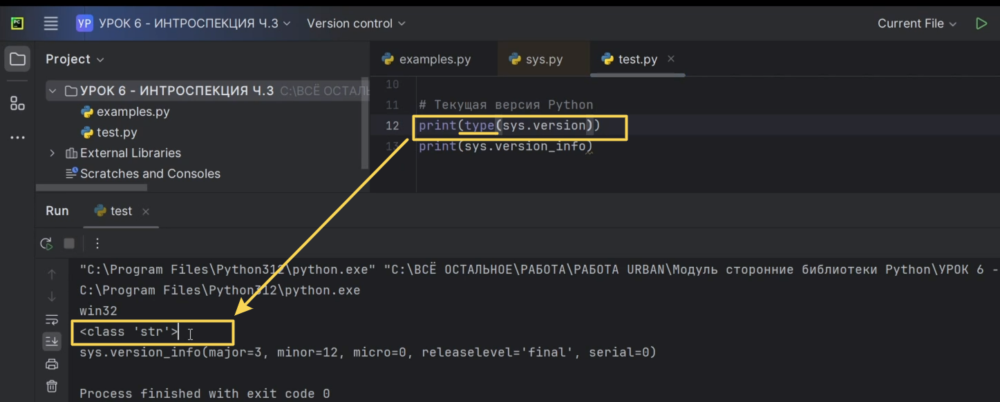 PC
УР УРОК 6 - ИНТРОСПЕКЦИЯ Ч.3 Version control Current File
Project
УРОК 6 - ИНТРОСПЕКЦИЯ Ч.3 C:\ВСЁ ОСТАЛЬ
examples.py
test.py
External Libraries
Scratches and Consoles
examples.py sys.py test.py
10
11 # Текущая версия Python
12 print(type(sys.version))
13 print(sys.version_info)
Run test
"C:\Program Files\Python312\python.exe" "C:\ВСЁ ОСТАЛЬНОЕ\РАБОТА\РАБОТА URBAN\Модуль сторонние библиотеки Python\УРОК 6 -
C:\Program Files\Python312\python.exe
win32
<class 'str'>
sys.version_info(major=3, minor=12, micro=0, releaselevel='final', serial=0)
Process finished with exit code 0